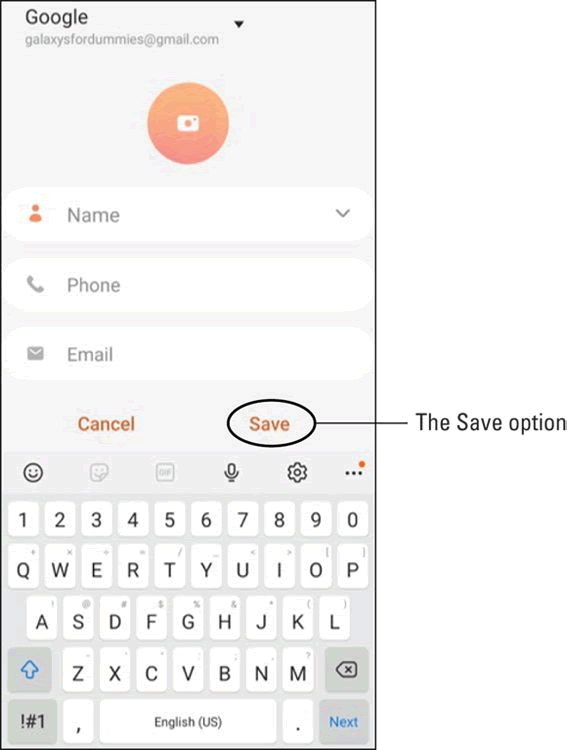 Google
galaxysfordummies@gmail.com
Name
Phone
Email
Cancel Save
The Save option
GIF
1 2 3 4 5 6 7 8 9 0
+ × ÷ = / _ < > [ ]
Q W E R T Y U I O P
! @ # $ % & * ( )
A S D F G H J K L
- ' " : ; , ?
Z X C V B N M
!#1 , English (US) . Next